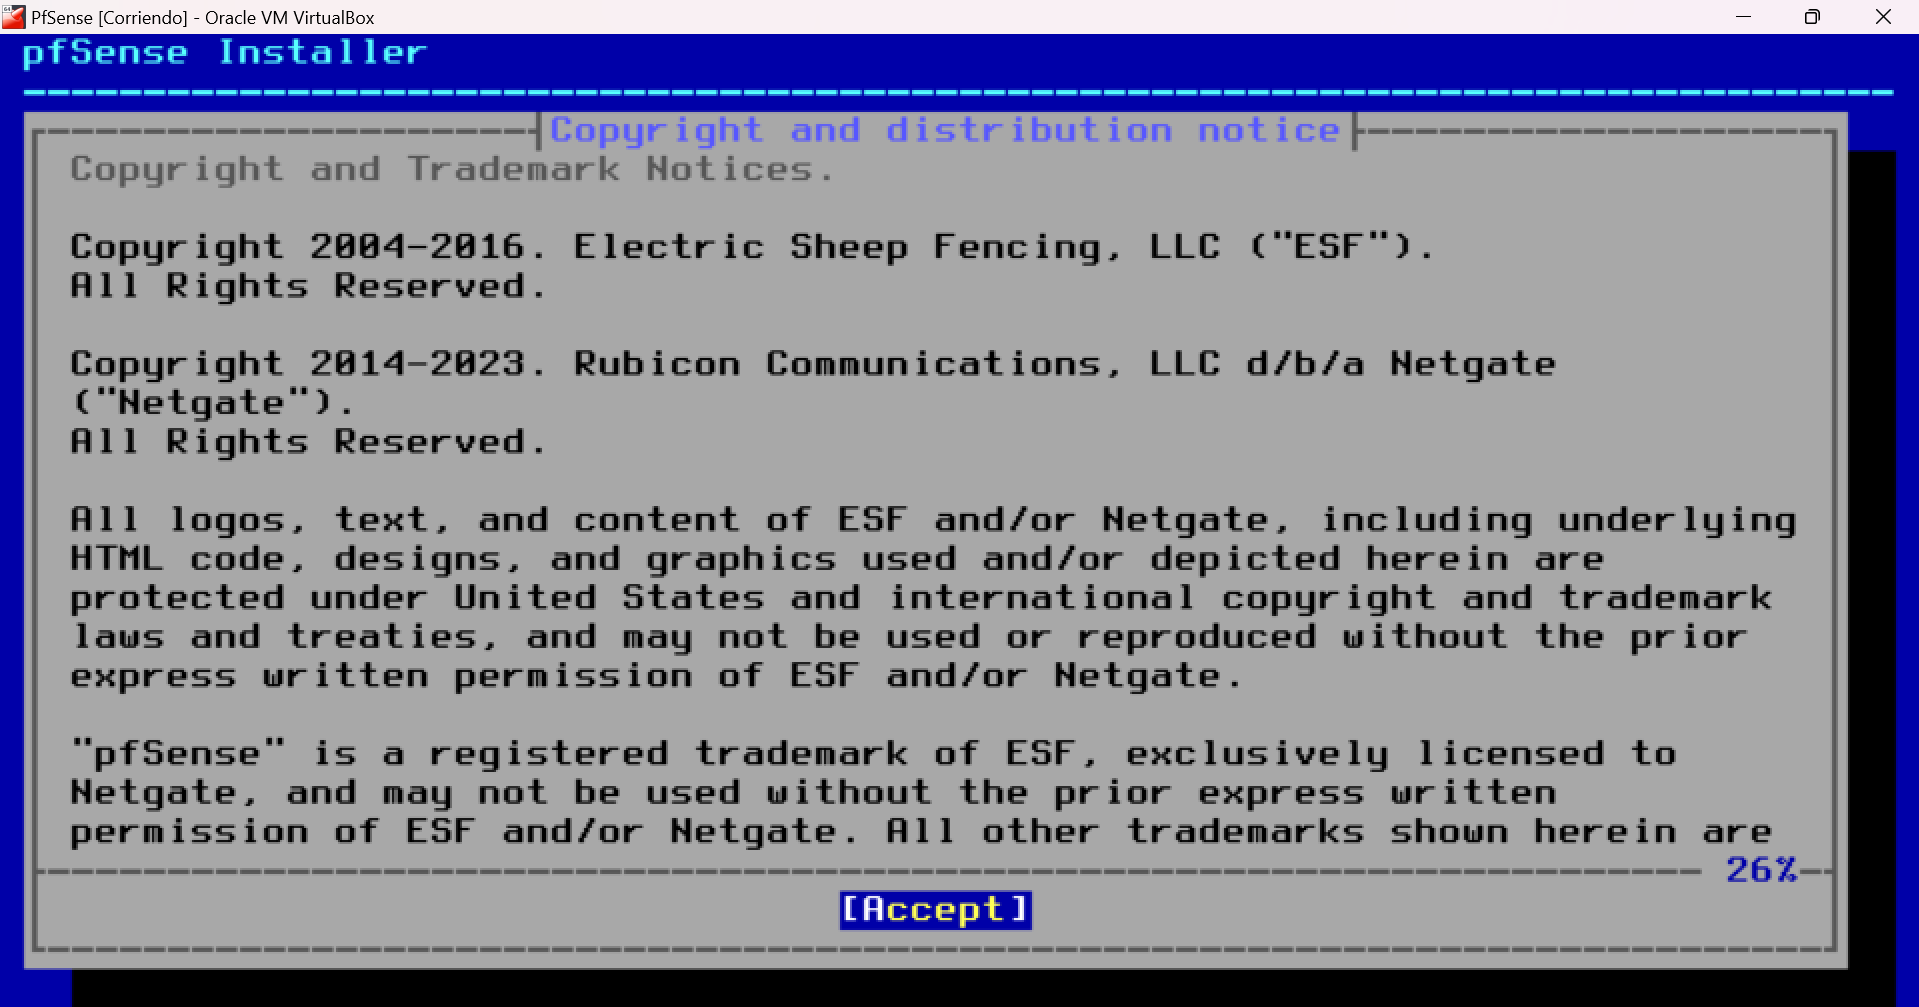 PfSense [Corriendo] - Oracle VM VirtualBox
pfSense Installer
Copyright and distribution notice
Copyright and Trademark Notices.
Copyright 2004-2016. Electric Sheep Fencing, LLC ("ESF").
All Rights Reserved.
Copyright 2014-2023. Rubicon Communications, LLC d/b/a Netgate
("Netgate").
All Rights Reserved.
All logos, text, and content of ESF and/or Netgate, including underlying
HTML code, designs, and graphics used and/or depicted herein are
protected under United States and international copyright and trademark
laws and treaties, and may not be used or reproduced without the prior
express written permission of ESF and/or Netgate.
"pfSense" is a registered trademark of ESF, exclusively licensed to
Netgate, and may not be used without the prior express written
permission of ESF and/or Netgate. All other trademarks shown herein are
26%
[Accept]